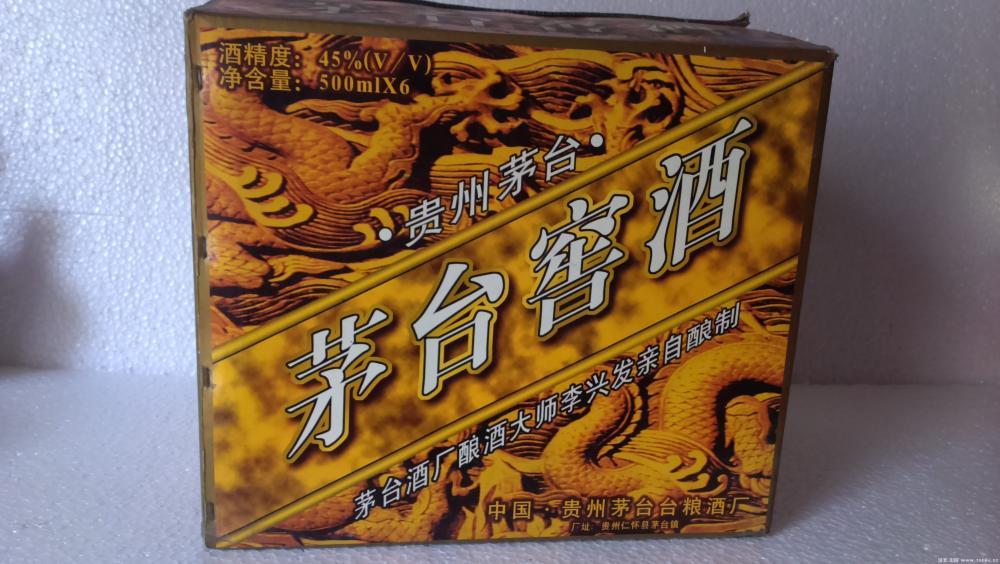 酒精度：45%(V/V)
净含量：500mlX6
·贵州茅台·
茅台窖酒
茅台酒厂酿酒大师李兴发亲自酿制
中国·贵州茅台台粮酒厂
厂址：贵州仁怀县茅台镇